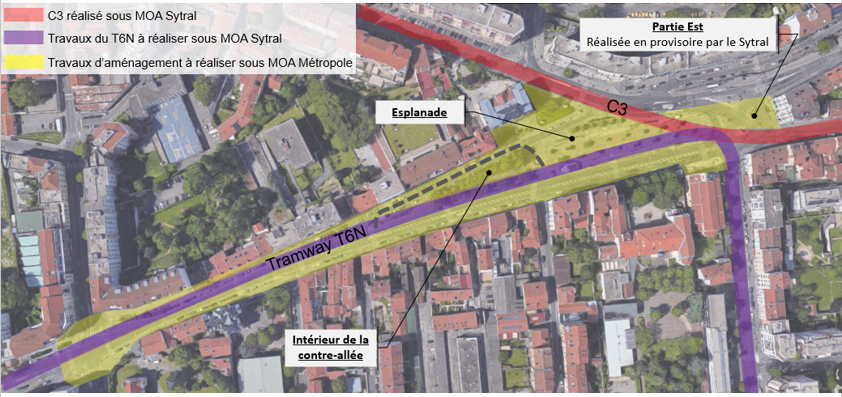 C3 réalisé sous MOA Sytral
Travaux du T6N à réaliser sous MOA Sytral
Travaux d'aménagement à réaliser sous MOA Métropole
Partie Est
Réalisée en provisoire par le Sytral
Esplanade
C3
Tramway T6N
Intérieur de la
contre-allée